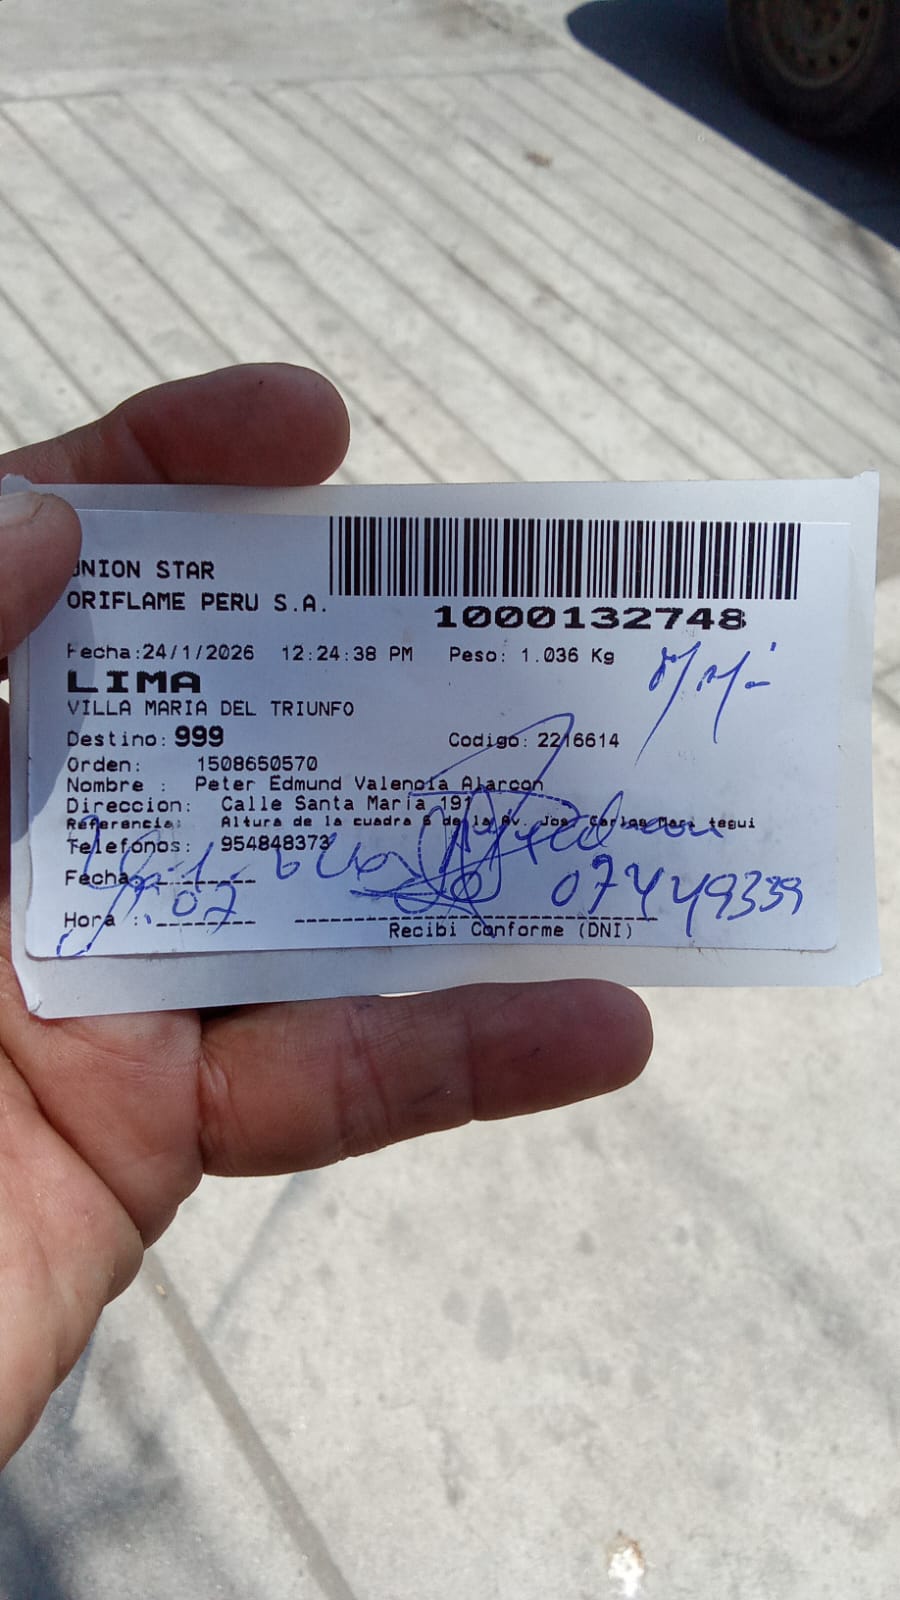 UNION STAR
ORIFLAME PERU S.A.
1000132748
Fecha:24/1/2026 12:24:38 PM Peso: 1.036 Kg
LIMA
VILLA MARIA DEL TRIUNFO
Destino: 999 Codigo: 2216614
Orden: 1508650570
Nombre : Peter Edmund Valencia Alarcon
Direccion: Calle Santa Maria 191
Referencia: Altura de la cuadra 6 de la Av. Jose Carlos Mari tegui
Telefonos: 954848373
Fecha
07449339
Hora :
Recibi Conforme (DNI)